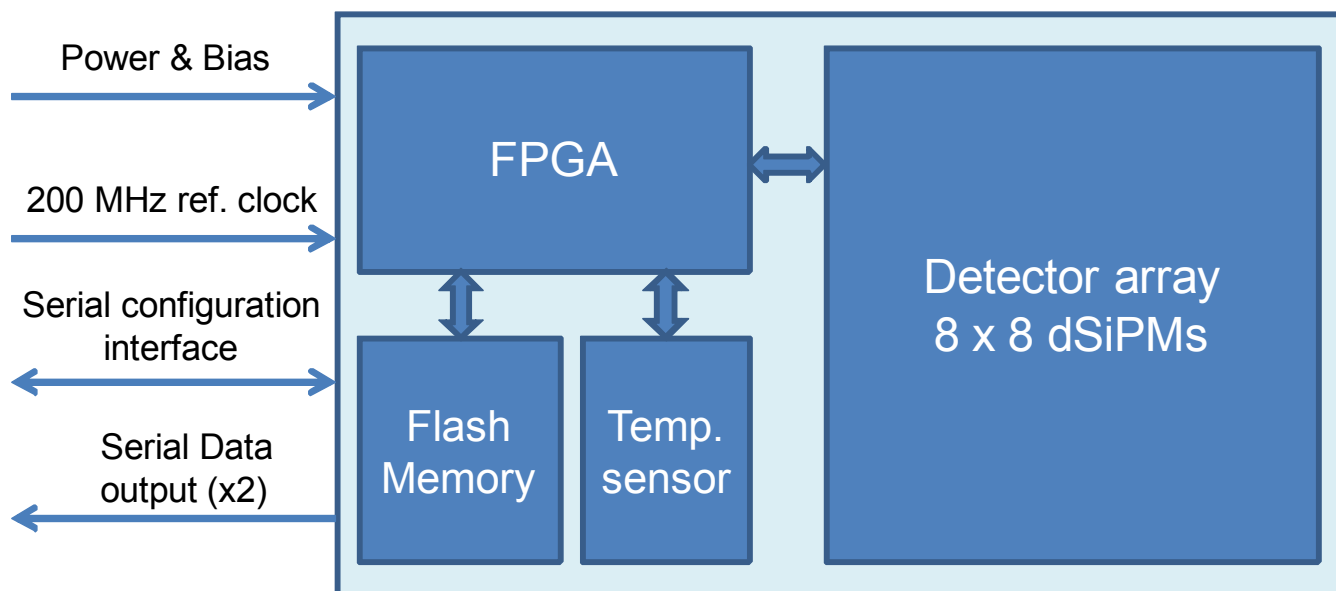 Power & Bias
200 MHz ref. clock
Serial configuration
interface
Serial Data
output (x2)
FPGA
Flash
Memory
Temp.
sensor
Detector array
8 x 8 dSiPMs